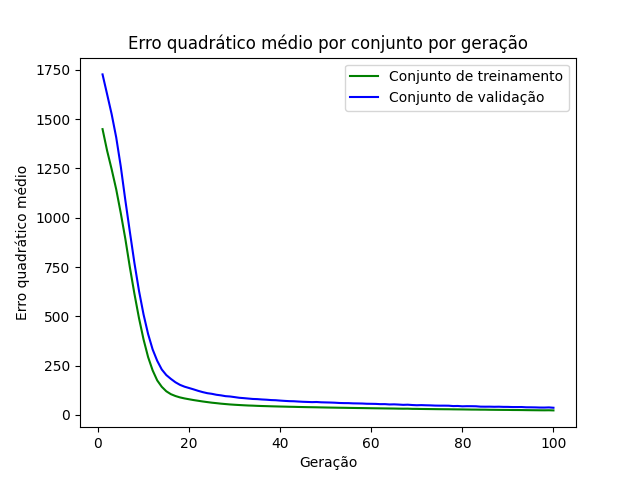 Erro quadrático médio por conjunto por geração
Conjunto de treinamento
Conjunto de validação
Erro quadrático médio
1750
1500
1250
1000
750
500
250
0
0 20 40 60 80 100
Geração